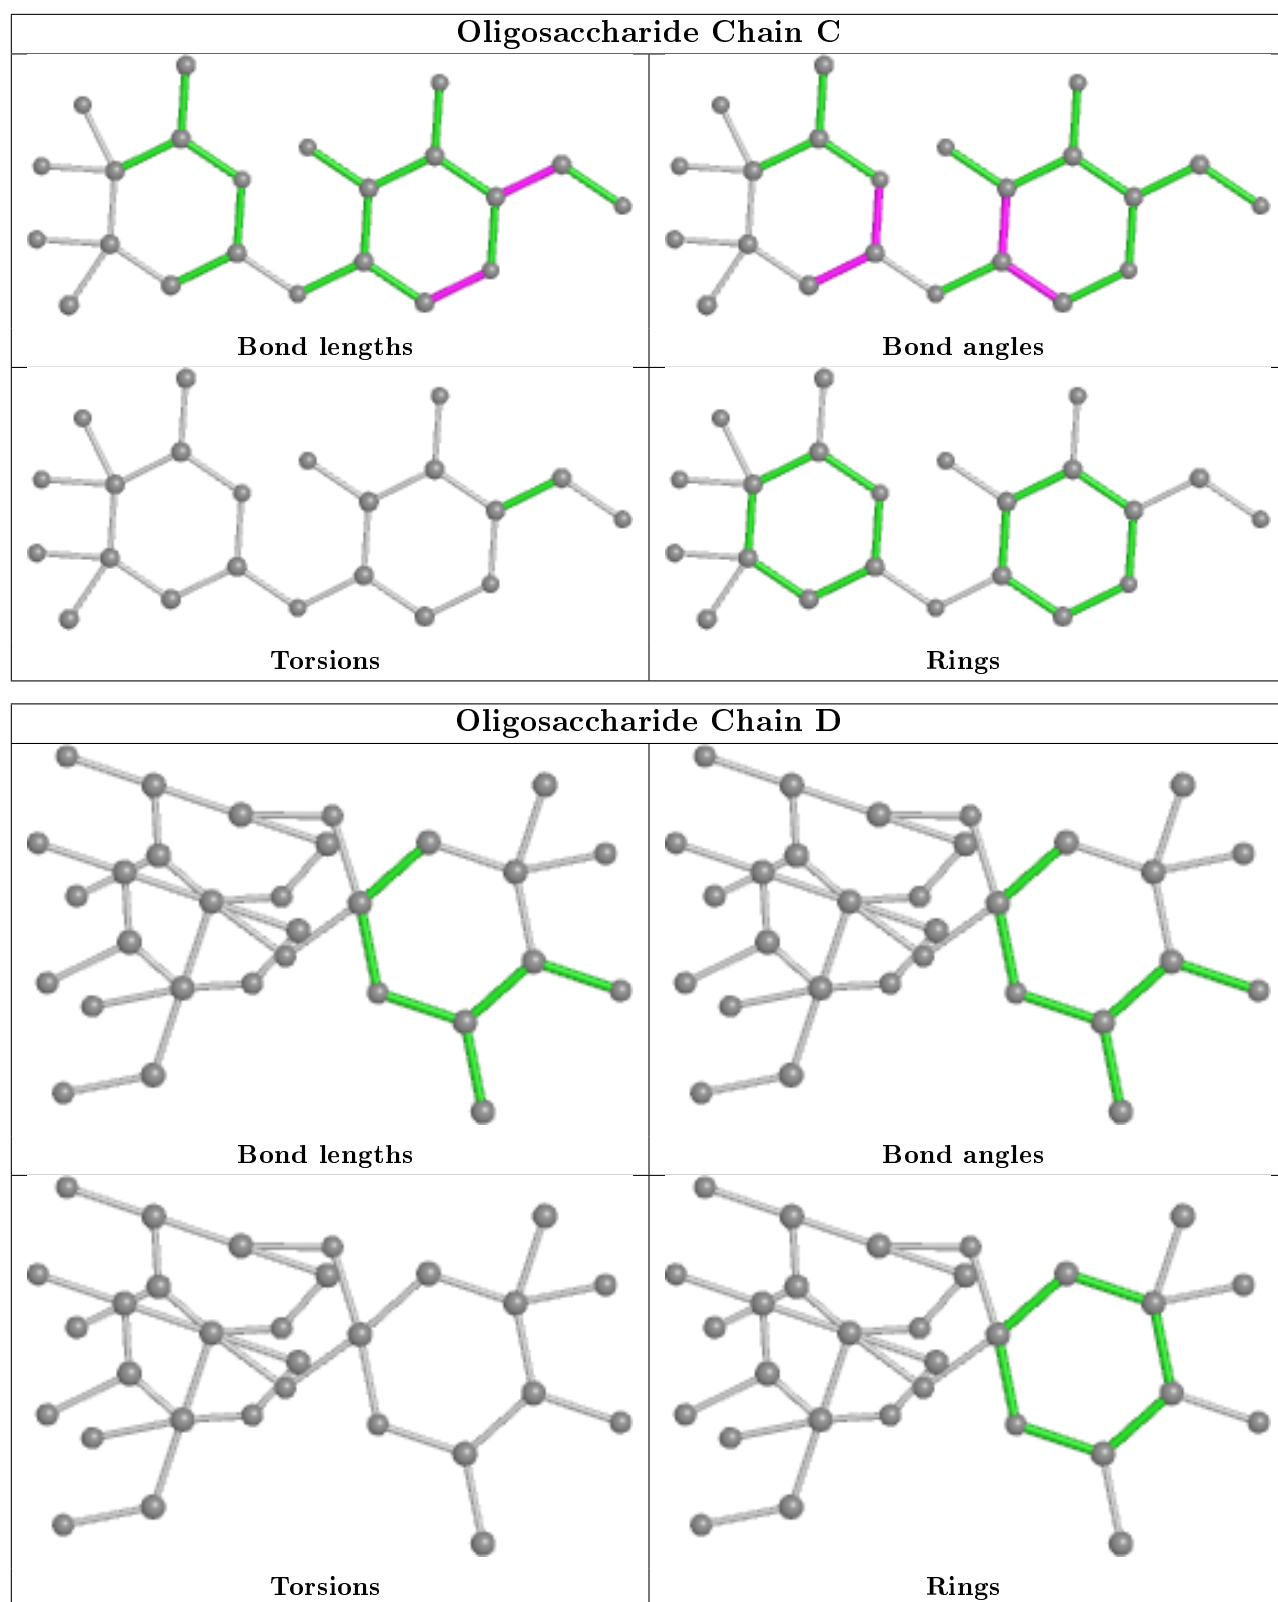 Oligosaccharide Chain C
Bond lengths
Bond angles
Torsions
Rings
Oligosaccharide Chain D
Bond lengths
Bond angles
Torsions
Rings